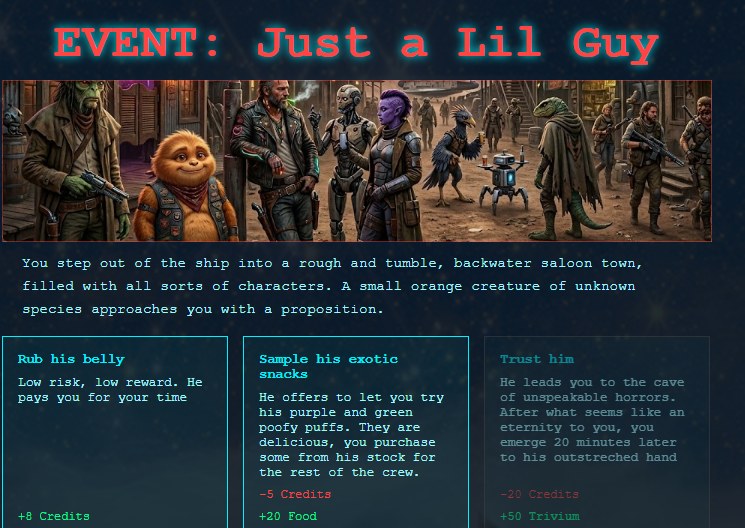 EVENT: Just a Lil Guy
You step out of the ship into a rough and tumble, backwater saloon town,
filled with all sorts of characters. A small orange creature of unknown
species approaches you with a proposition.
Rub his belly
Low risk, low reward. He
pays you for your time
+8 Credits
Sample his exotic
snacks
He offers to let you try
his purple and green
poofy puffs. They are
delicious, you purchase
some from his stock for
the rest of the crew.
-5 Credits
+20 Food
Trust him
He leads you to the cave
of unspeakable horrors.
After what seems like an
eternity to you, you
emerge 20 minutes later
to his outstreched hand
-20 Credits
+50 Trivium